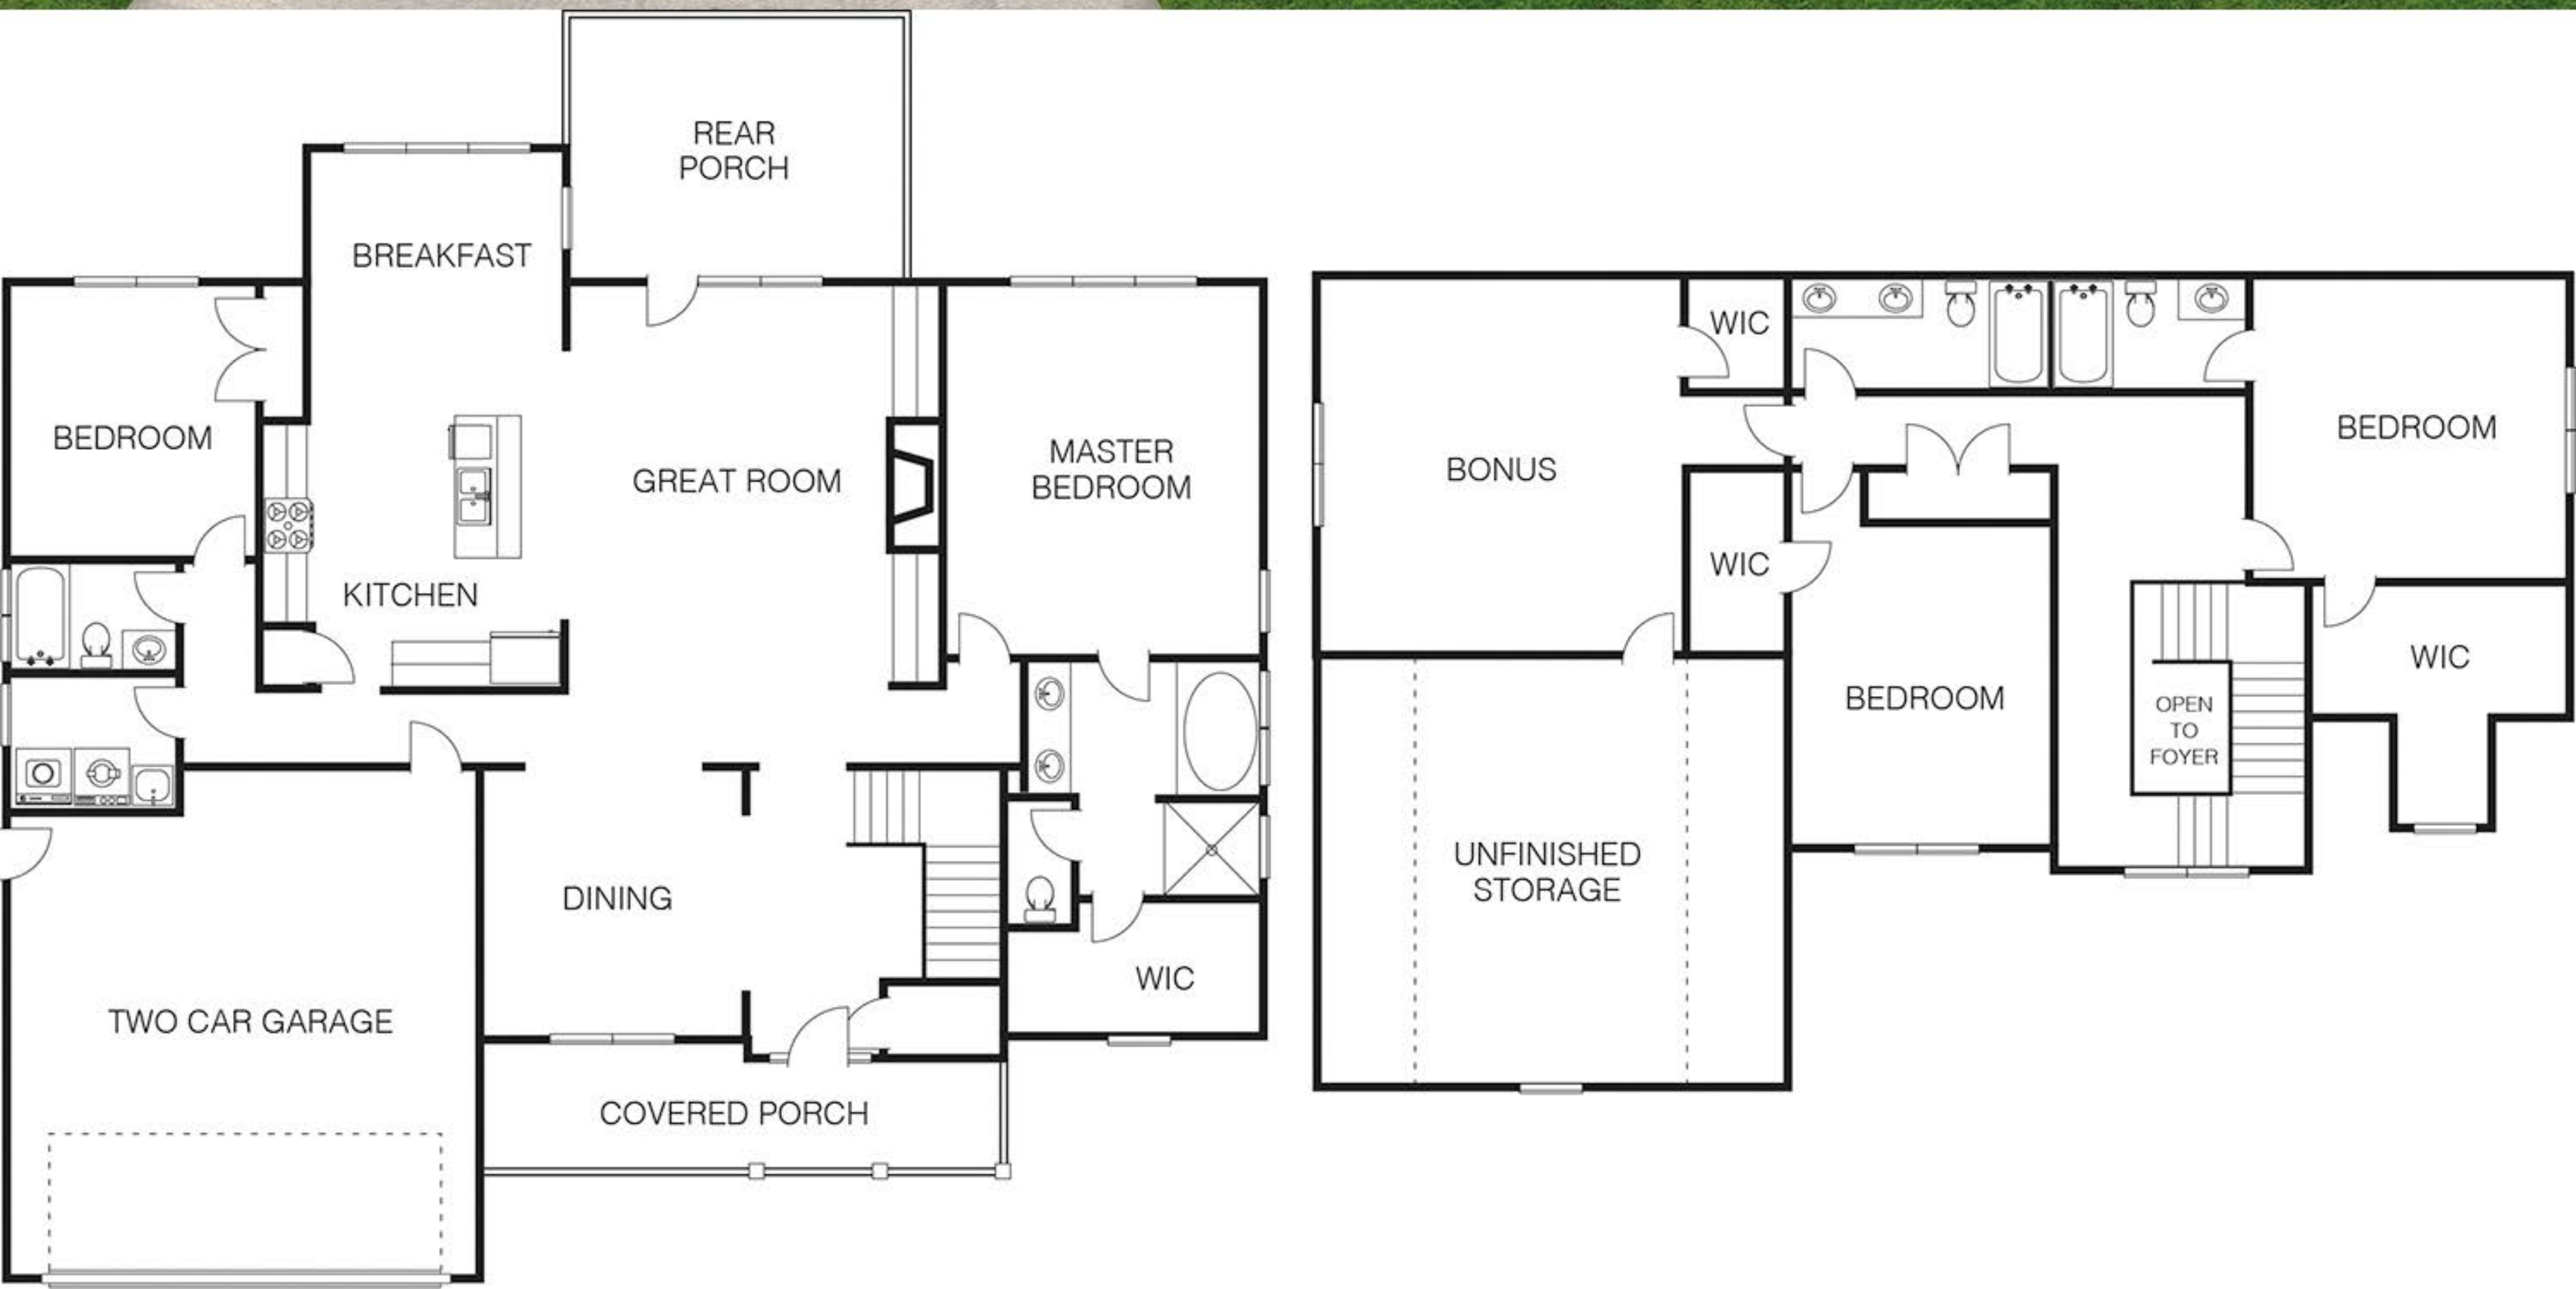 REAR
PORCH
BREAKFAST
BEDROOM
GREAT ROOM
MASTER
BEDROOM
KITCHEN
DINING
WIC
TWO CAR GARAGE
COVERED PORCH
WIC
BONUS
BEDROOM
WIC
WIC
BEDROOM
OPEN
TO
FOYER
UNFINISHED
STORAGE